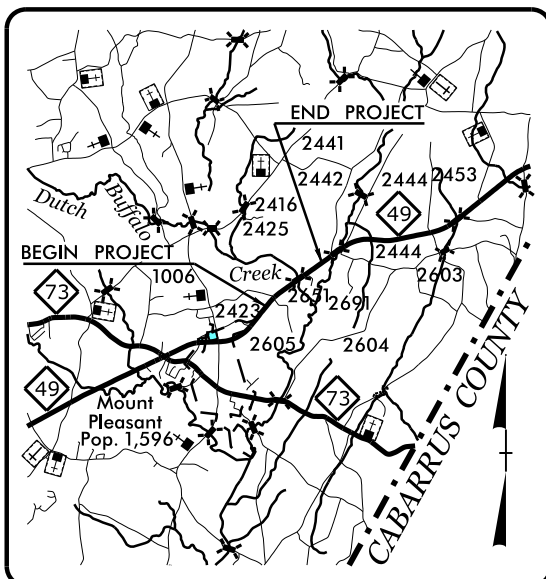 END PROJECT
2441
2442
2444
2453
Dutch
Buffalo
2416
49
2425
BEGIN PROJECT
2444
1006
Creek
2603
73
2651
2691
2423
2605
2604
49
73
Mount
Pleasant
Pop. 1,596
CABARRUS COUNTY